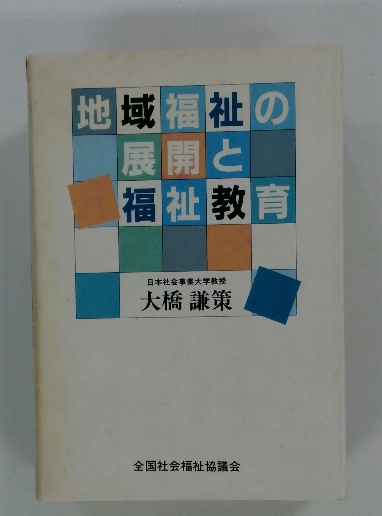 地域福祉の
展開と
福祉教育
日本社会事業大学教授
大橋謙策
全国社会福祉協議会